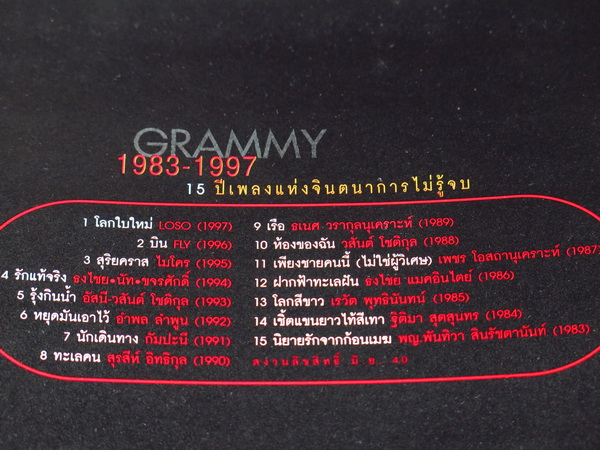 GRAMMY
1983-1997
15 ปีเพลงแห่งจินตนาการไม่รู้จบ
1 โลกใบใหม่ LOSO (1997)
2 บิน FLY (1996)
3 สุริยคราส ไมโคร (1995)
4 รักแท้จริง ธงไชย•นัท•ขจรศักดิ์ (1994)
5 รุ้งกินน้ำ อัสนี-วสันต์ โชติกุล (1993)
6 หยุดมันเอาไว้ อำพล ลำพูน (1992)
7 นักเดินทาง กัมปะนี (1991)
8 ทะเลคน สุรสีห์ อิทธิกุล (1990)
9 เรือ ธเนศ วรากุลนุเคราะห์ (1989)
10 ห้องของฉัน วสันต์ โชติกุล (1988)
11 เพียงชายคนนี้ (ไม่ใช่ผู้วิเศษ) เพชร โอสถานุเคราะห์ (1987)
12 ฝากฟ้าทะเลฝัน ธงไชย แมคอินไตย์ (1986)
13 โลกสีขาว เรวัต พุทธินันทน์ (1985)
14 เชิ้ตแขนยาวไท้สีเทา ฐิติมา สุตสุนทร (1984)
15 นิยายรักจากก้อนเมฆ พญ.พันทิวา สินรัชตานันท์ (1983)
สงวนลิขสิทธิ์ มิ.ย. 40